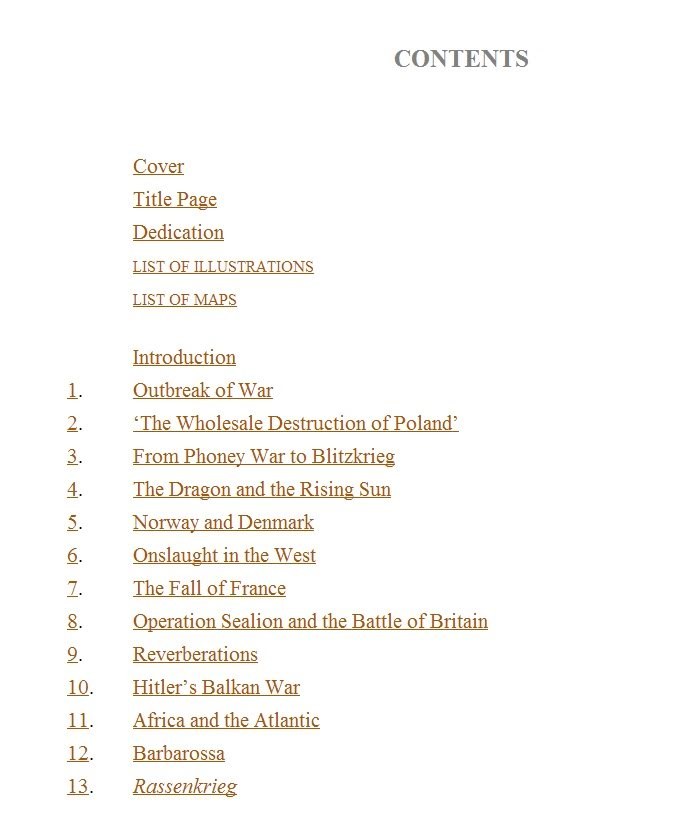 CONTENTS
Cover
Title Page
Dedication
LIST OF ILLUSTRATIONS
LIST OF MAPS
Introduction
1. Outbreak of War
2. ‘The Wholesale Destruction of Poland’
3. From Phoney War to Blitzkrieg
4. The Dragon and the Rising Sun
5. Norway and Denmark
6. Onslaught in the West
7. The Fall of France
8. Operation Sealion and the Battle of Britain
9. Reverberations
10. Hitler’s Balkan War
11. Africa and the Atlantic
12. Barbarossa
13. Rassenkrieg